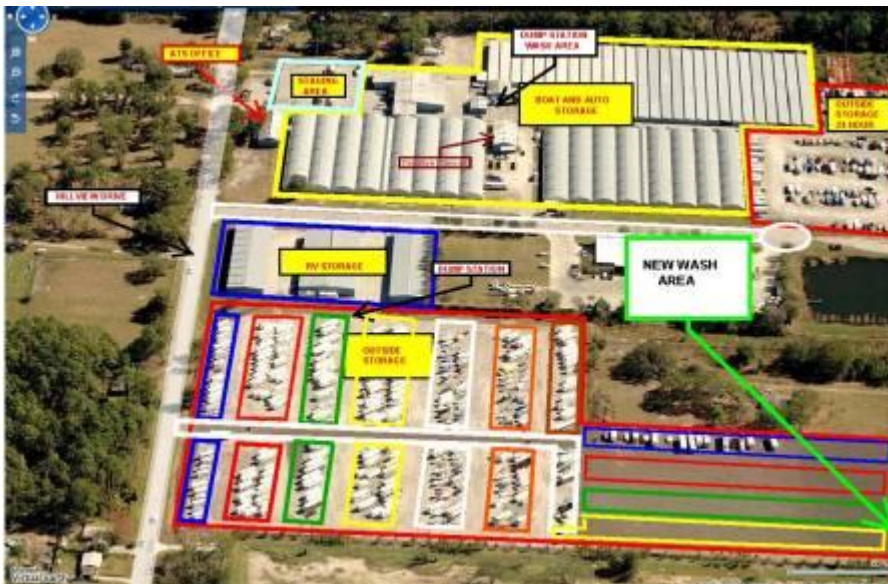 DUMP STATION
WASH AREA
ATS OFFICE
STAGING
AREA
BOAT AND AUTO
STORAGE
OUTSIDE
STORAGE
24 HOUR
HILLVIEW DRIVE
RV STORAGE
DUMP STATION
NEW WASH
AREA
OUTSIDE
STORAGE